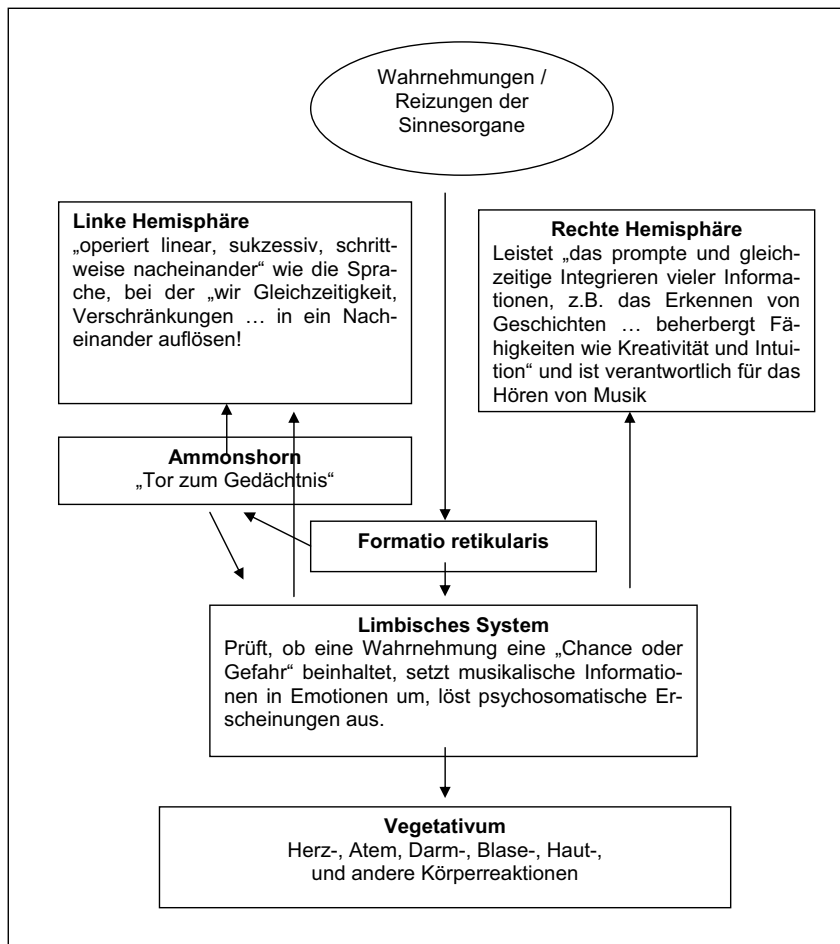 Wahrnehmungen /
Reizungen der
Sinnesorgane
Linke Hemisphäre
„operiert linear, sukzessiv, schritt-
weise nacheinander“ wie die Spra-
che, bei der „wir Gleichzeitigkeit,
Verschränkungen … in ein Nach-
einander auflösen!
Rechte Hemisphäre
Leistet „das prompte und gleich-
zeitige Integrieren vieler Informa-
tionen, z.B. das Erkennen von
Geschichten … beherbergt Fä-
higkeiten wie Kreativität und Intui-
tion“ und ist verantwortlich für das
Hören von Musik
Ammonshorn
„Tor zum Gedächtnis“
Formatio retikularis
Limbisches System
Prüft, ob eine Wahrnehmung eine „Chance oder
Gefahr“ beinhaltet, setzt musikalische Informatio-
nen in Emotionen um, löst psychosomatische Er-
scheinungen aus.
Vegetativum
Herz-, Atem, Darm-, Blase-, Haut-,
und andere Körperreaktionen